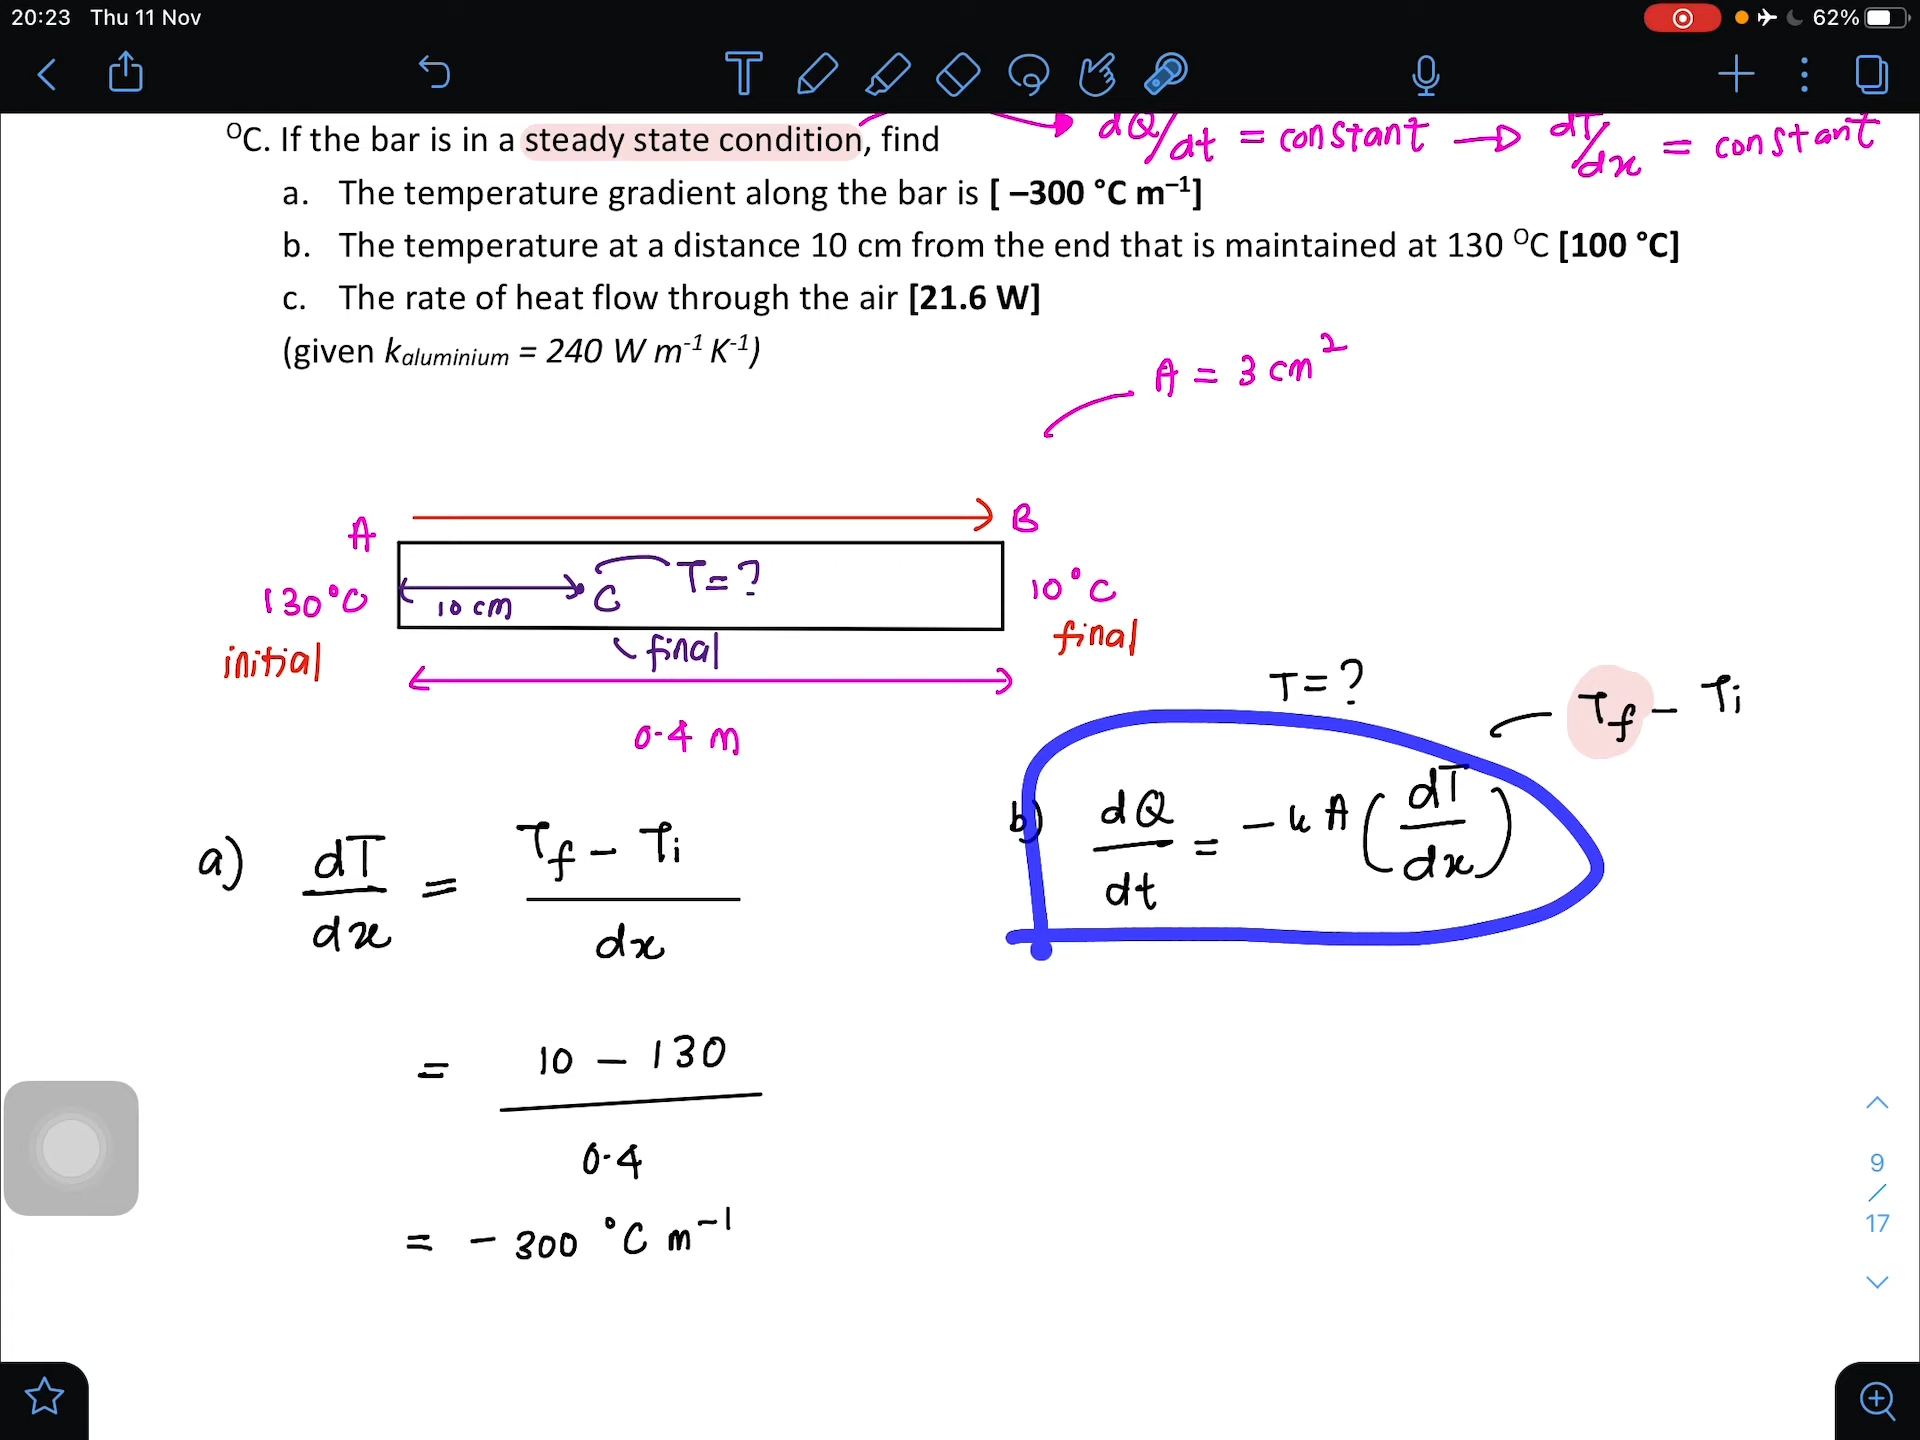 20:23 Thu 11 Nov
62%
°C. If the bar is in a steady state condition, find
dQ/dt = constant → dT/dx = constant
a. The temperature gradient along the bar is [ –300 °C m⁻¹]
b. The temperature at a distance 10 cm from the end that is maintained at 130 °C [100 °C]
c. The rate of heat flow through the air [21.6 W]
(given kaluminium = 240 W m⁻¹ K⁻¹)
A = 3 cm²
A
B
130°C
10 cm
C
T = ?
10°C
initial
final
final
0.4 m
T = ?
Tf – Ti
a) dT/dx = (Tf – Ti)/dx
b) dQ/dt = – k A (dT/dx)
= (10 – 130)/0.4
= – 300 °C m⁻¹
9
/
17